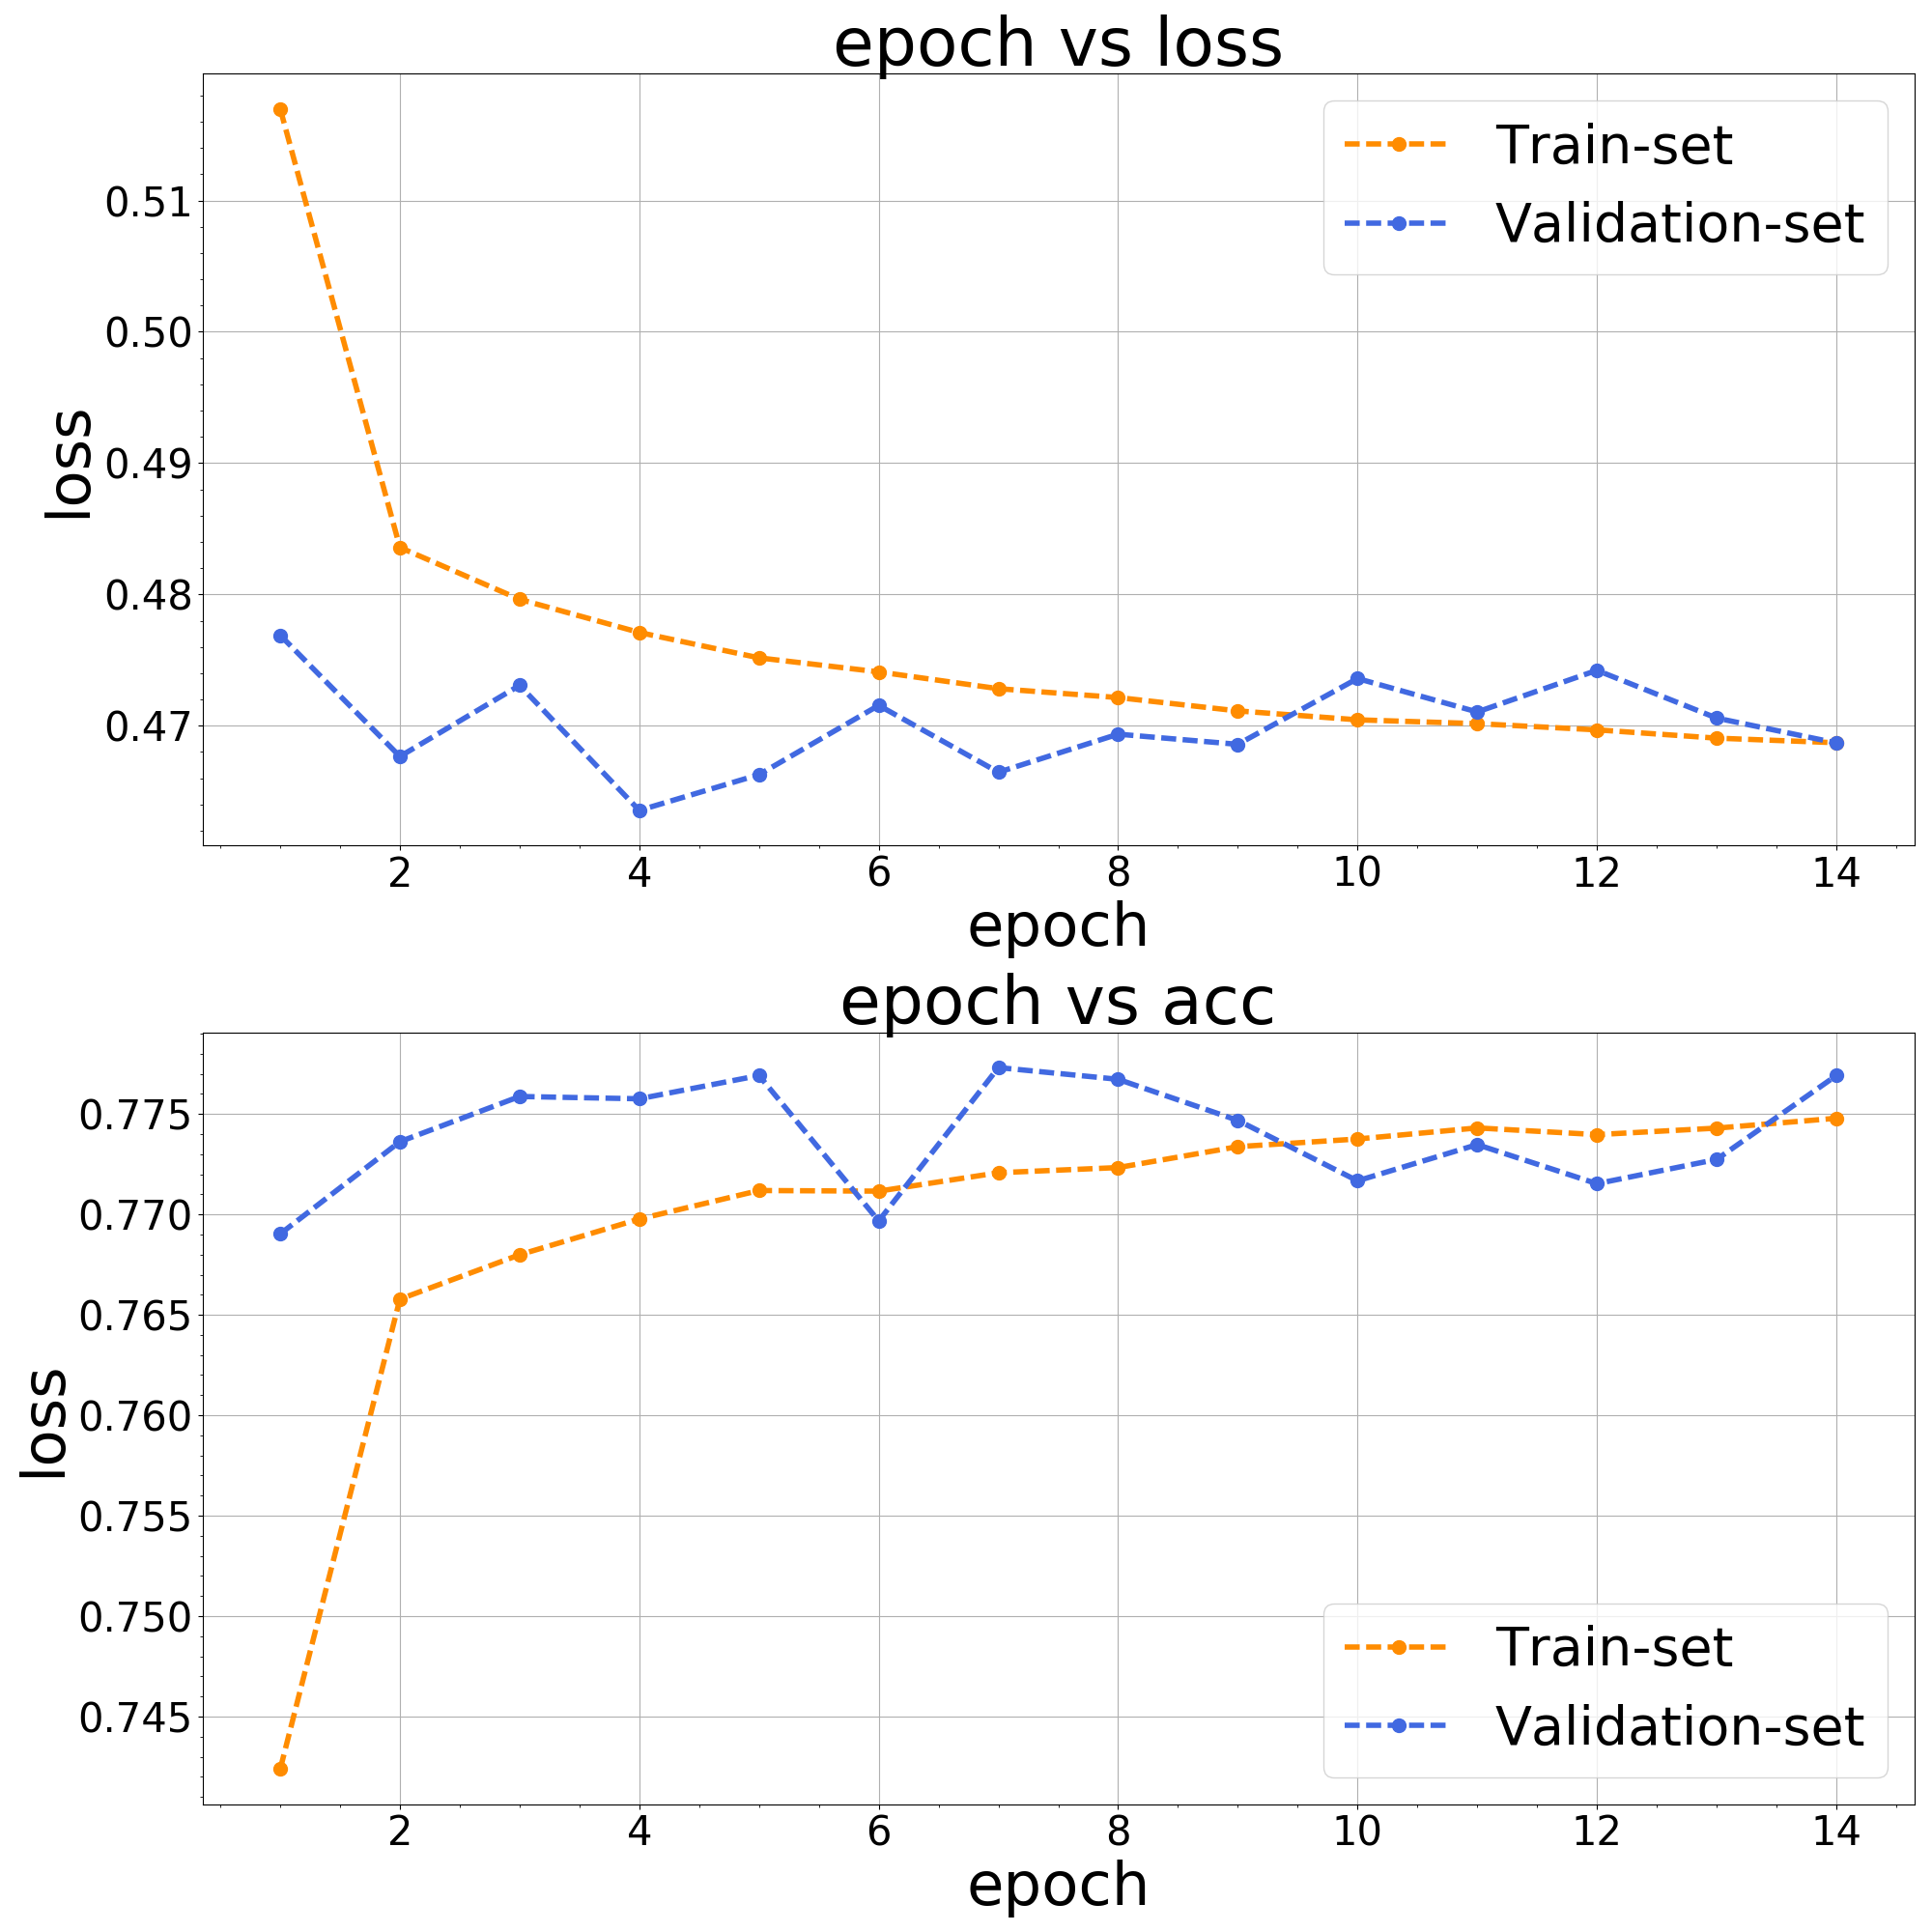 epoch vs loss
Train-set
Validation-set
0.51
0.50
0.49
0.48
0.47
loss
2 4 6 8 10 12 14
epoch
epoch vs acc
0.775
0.770
0.765
0.760
0.755
0.750
0.745
loss
Train-set
Validation-set
2 4 6 8 10 12 14
epoch